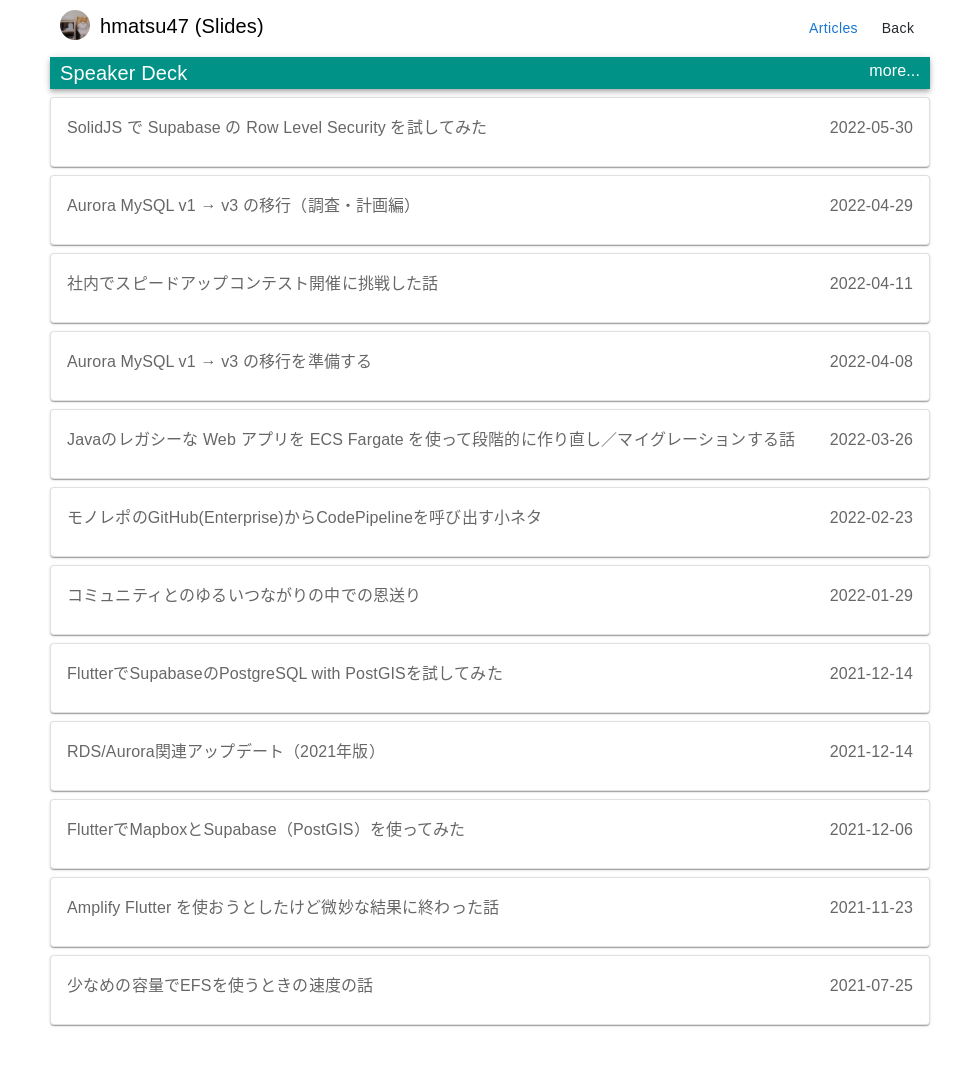 hmatsu47 (Slides)
Articles
Back
Speaker Deck
more...
SolidJS で Supabase の Row Level Security を試してみた
2022-05-30
Aurora MySQL v1 → v3 の移行（調査・計画編）
2022-04-29
社内でスピードアップコンテスト開催に挑戦した話
2022-04-11
Aurora MySQL v1 → v3 の移行を準備する
2022-04-08
Javaのレガシーな Web アプリを ECS Fargate を使って段階的に作り直し／マイグレーションする話
2022-03-26
モノレポのGitHub(Enterprise)からCodePipelineを呼び出す小ネタ
2022-02-23
コミュニティとのゆるいつながりの中での恩送り
2022-01-29
FlutterでSupabaseのPostgreSQL with PostGISを試してみた
2021-12-14
RDS/Aurora関連アップデート（2021年版）
2021-12-14
FlutterでMapboxとSupabase（PostGIS）を使ってみた
2021-12-06
Amplify Flutter を使おうとしたけど微妙な結果に終わった話
2021-11-23
少なめの容量でEFSを使うときの速度の話
2021-07-25